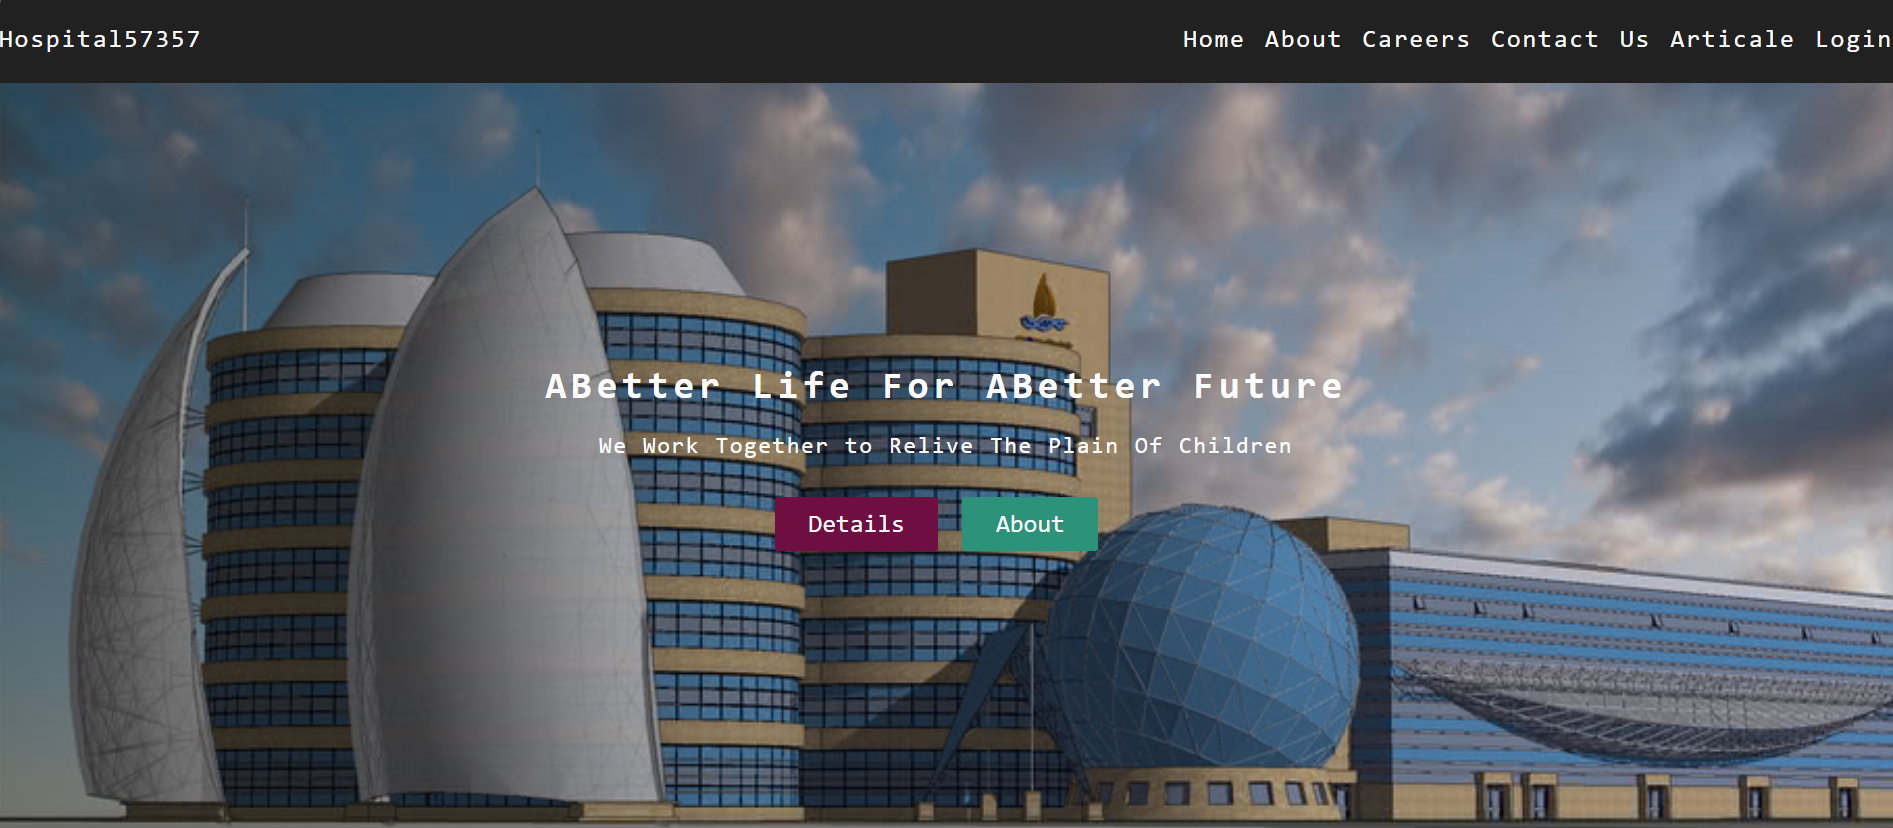 Hospital57357
Home About Careers Contact Us Articale Login
ABetter Life For ABetter Future
We Work Together to Relive The Plain Of Children
Details About